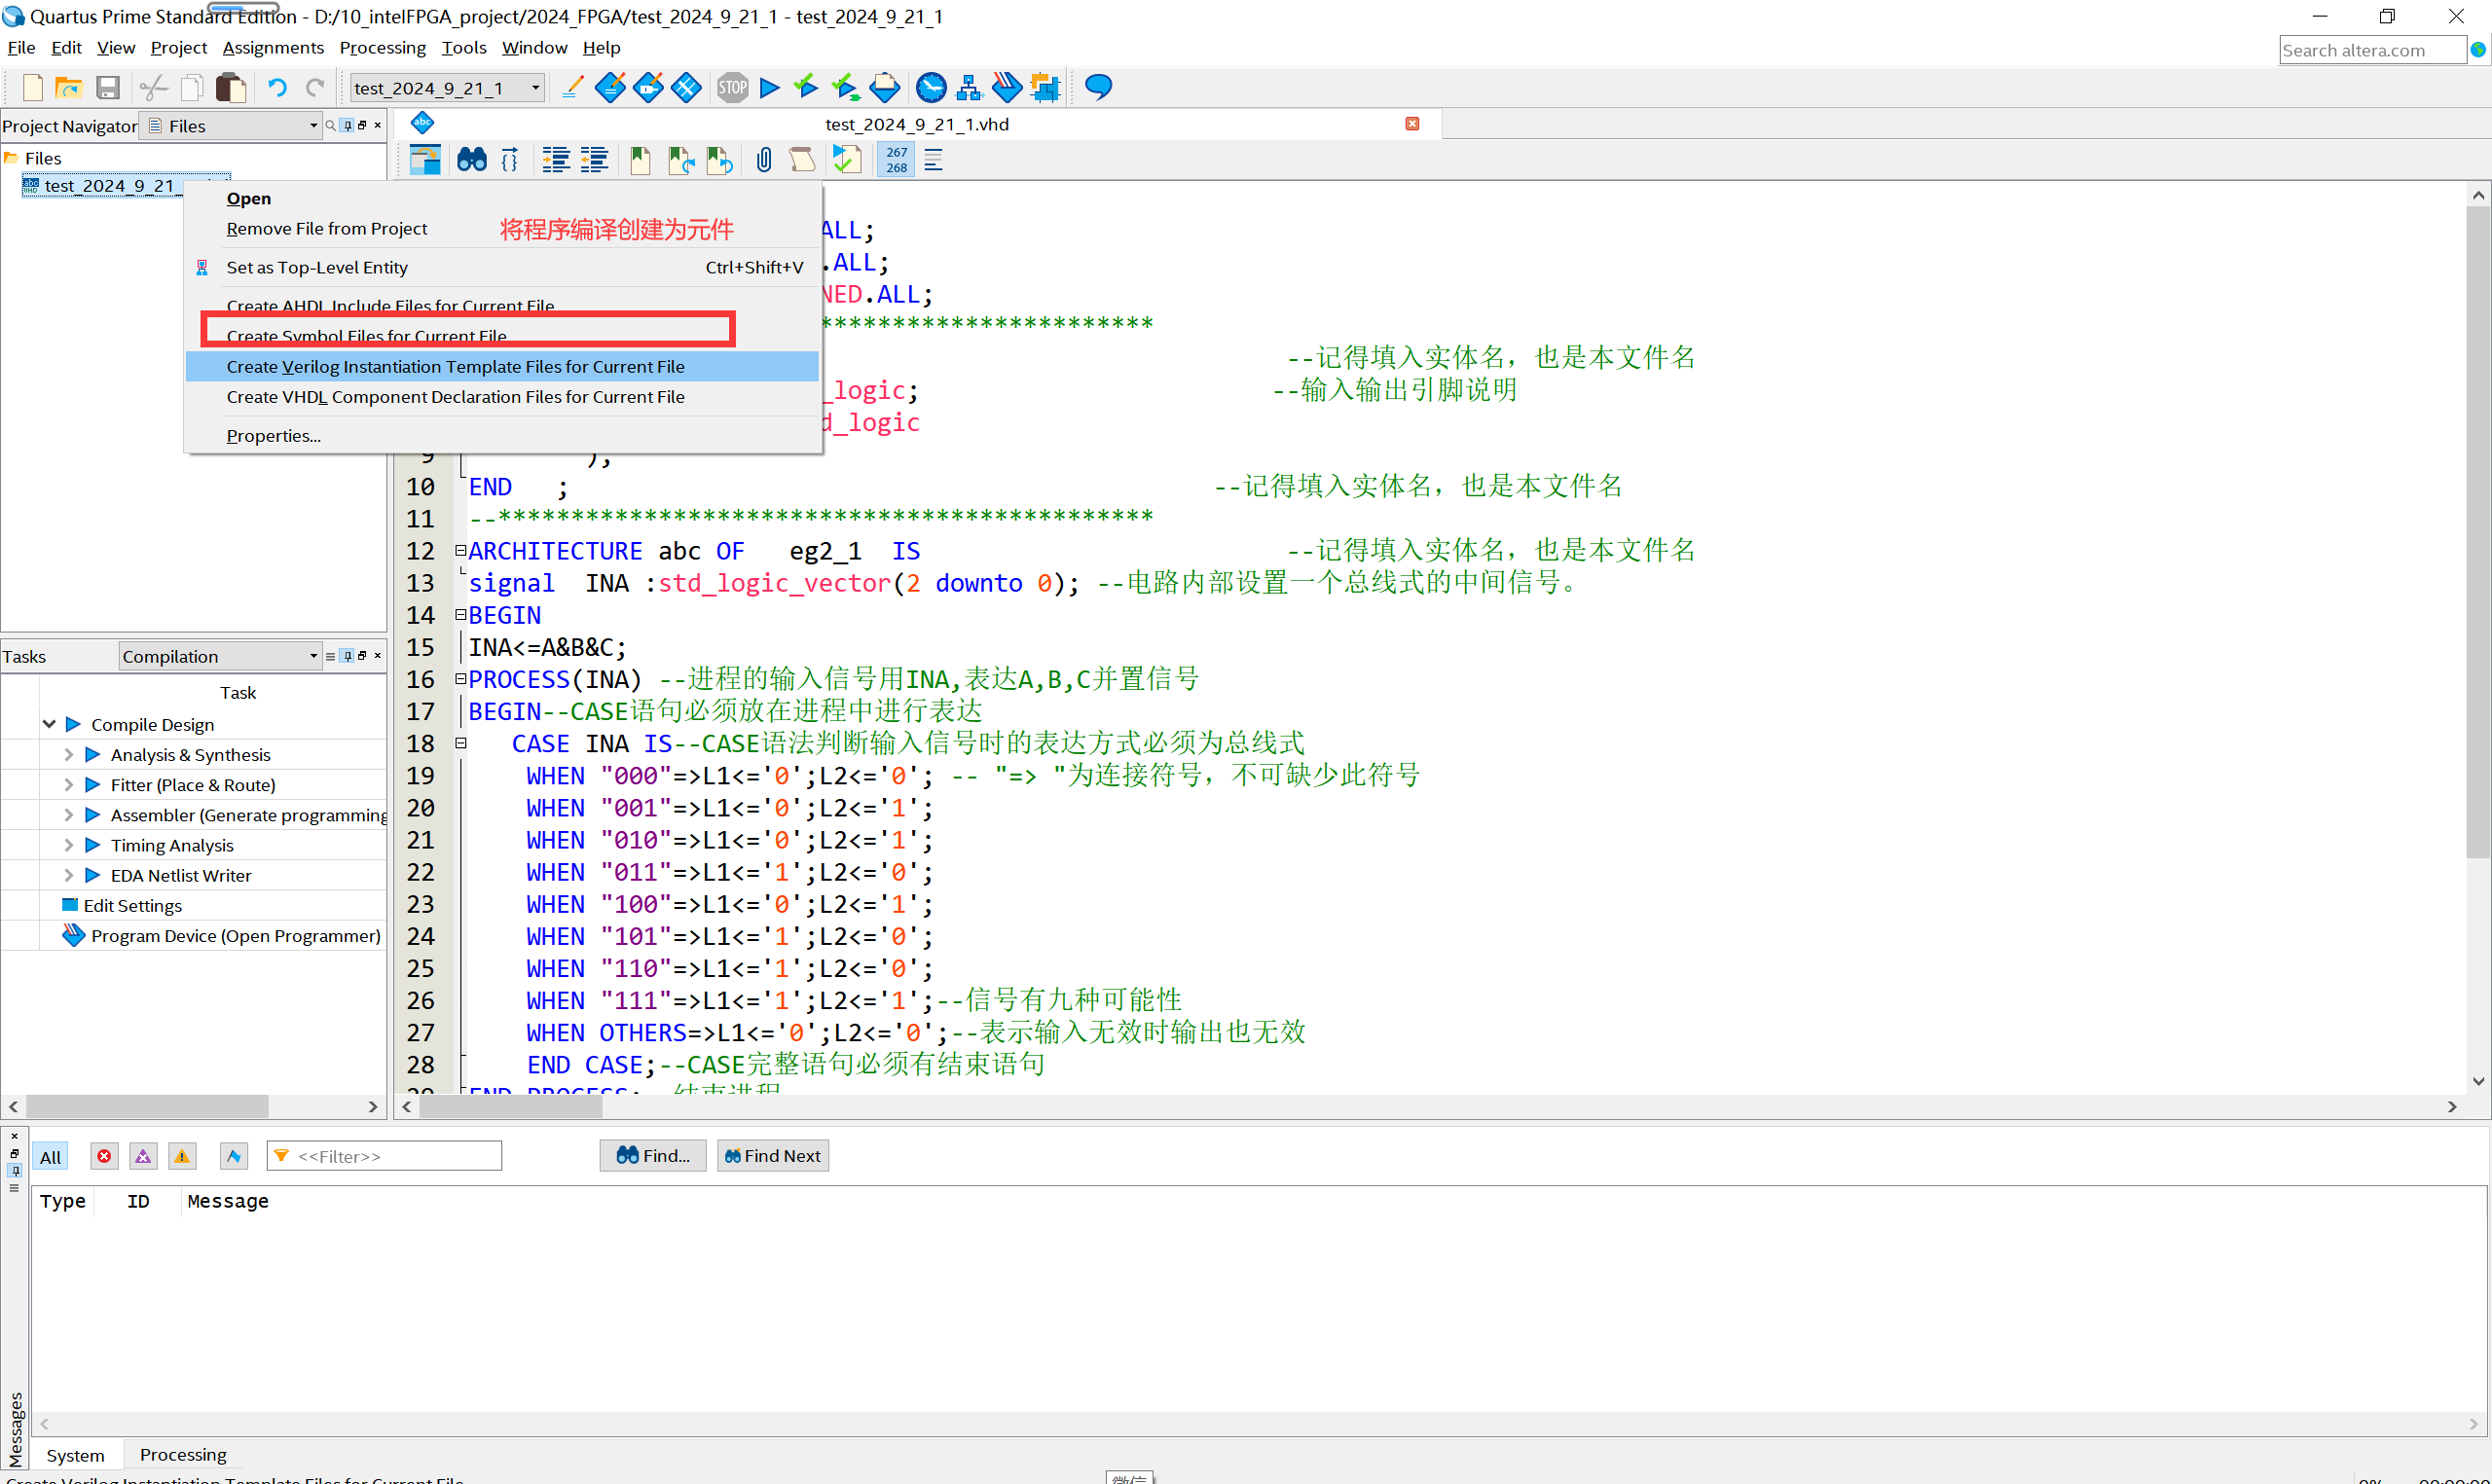 Quartus Prime Standard Edition - D:/10_intelFPGA_project/2024_FPGA/test_2024_9_21_1 - test_2024_9_21_1
File Edit View Project Assignments Processing Tools Window Help
Search altera.com
test_2024_9_21_1
STOP
Project Navigator Files
test_2024_9_21_1.vhd
267
268
Files
test_2024_9_21_
Open
Remove File from Project 将程序编译创建为元件
Set as Top-Level Entity Ctrl+Shift+V
Create AHDL Include Files for Current File
Create Symbol Files for Current File
Create Verilog Instantiation Template Files for Current File
Create VHDL Component Declaration Files for Current File
Properties...
ALL;
.ALL;
NED.ALL;
***********************
--记得填入实体名，也是本文件名
_logic; --输入输出引脚说明
d_logic
9 );
10 END ; --记得填入实体名，也是本文件名
11 --*********************************************
12 ARCHITECTURE abc OF eg2_1 IS --记得填入实体名，也是本文件名
13 signal INA :std_logic_vector(2 downto 0); --电路内部设置一个总线式的中间信号。
14 BEGIN
15 INA<=A&B&C;
16 PROCESS(INA) --进程的输入信号用INA,表达A,B,C并置信号
17 BEGIN--CASE语句必须放在进程中进行表达
18 CASE INA IS--CASE语法判断输入信号时的表达方式必须为总线式
19 WHEN "000"=>L1<='0';L2<='0'; -- "=> "为连接符号，不可缺少此符号
20 WHEN "001"=>L1<='0';L2<='1';
21 WHEN "010"=>L1<='0';L2<='1';
22 WHEN "011"=>L1<='1';L2<='0';
23 WHEN "100"=>L1<='0';L2<='1';
24 WHEN "101"=>L1<='1';L2<='0';
25 WHEN "110"=>L1<='1';L2<='0';
26 WHEN "111"=>L1<='1';L2<='1';--信号有九种可能性
27 WHEN OTHERS=>L1<='0';L2<='0';--表示输入无效时输出也无效
28 END CASE;--CASE完整语句必须有结束语句
29 END PROCESS; 结束进程
Tasks Compilation
Task
Compile Design
Analysis & Synthesis
Fitter (Place & Route)
Assembler (Generate programming
Timing Analysis
EDA Netlist Writer
Edit Settings
Program Device (Open Programmer)
All <<Filter>> Find... Find Next
Type ID Message
Messages
System Processing
Create Verilog Instantiation Template Files for Current File
微信
0% 00:00:00